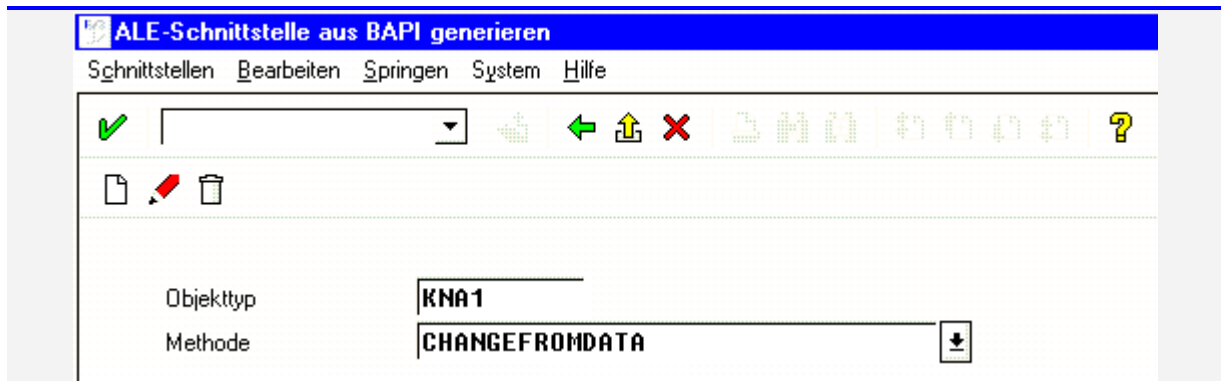 ALE-Schnittstelle aus BAPI generieren
Schnittstellen Bearbeiten Springen System Hilfe
Objekttyp KNA1
Methode CHANGEFROMDATA